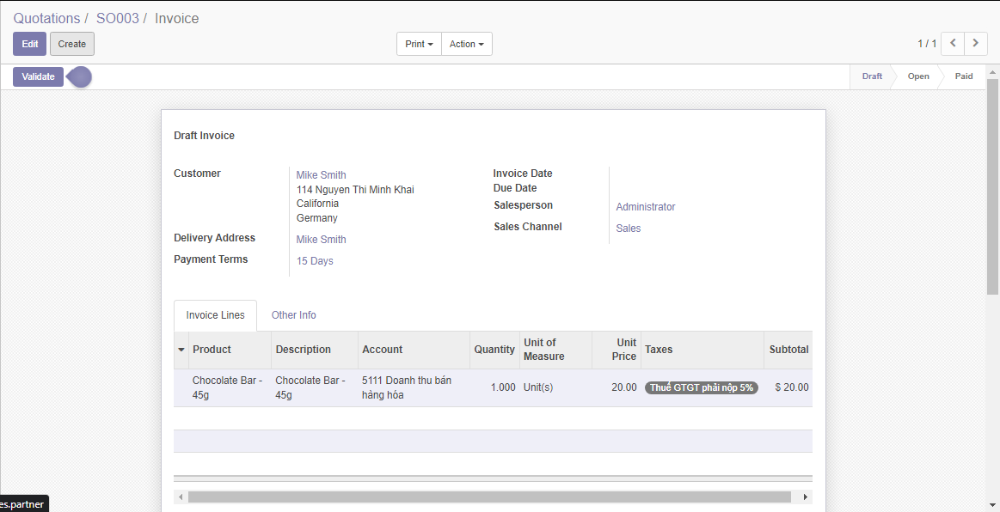 Quotations / SO003 / Invoice
Edit Create Print Action 1 / 1
Validate Draft Open Paid
Draft Invoice
Customer
Mike Smith
114 Nguyen Thi Minh Khai
California
Germany
Delivery Address Mike Smith
Payment Terms 15 Days
Invoice Date
Due Date
Salesperson Administrator
Sales Channel Sales
Invoice Lines Other Info
Product Description Account Quantity Unit of Measure Unit Price Taxes Subtotal
Chocolate Bar - 45g Chocolate Bar - 45g 5111 Doanh thu bán hàng hóa 1.000 Unit(s) 20.00 Thuế GTGT phải nộp 5% $ 20.00
es.partner